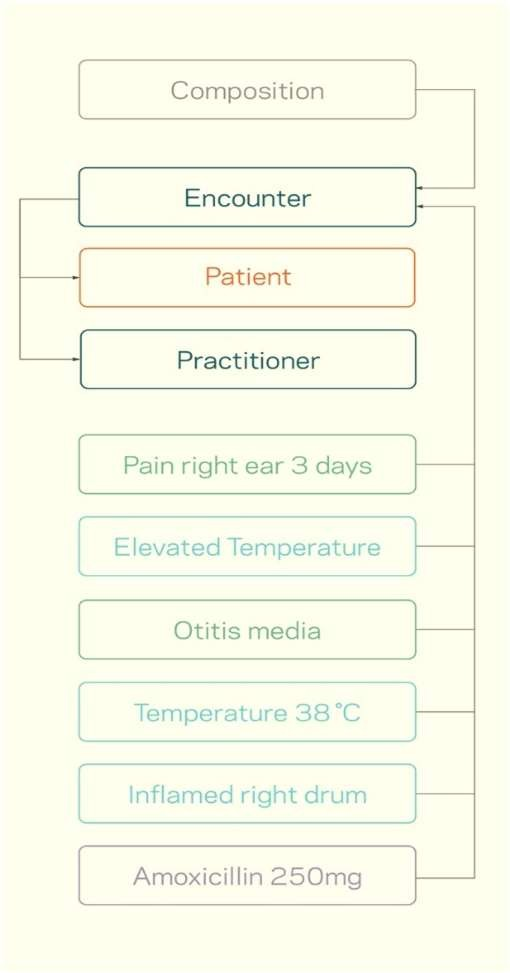 Composition
Encounter
Patient
Practitioner
Pain right ear 3 days
Elevated Temperature
Otitis media
Temperature 38°C
Inflamed right drum
Amoxicillin 250mg